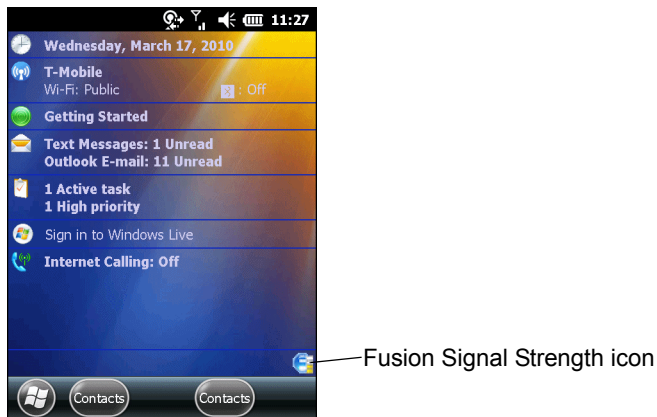 11:27
Wednesday, March 17, 2010
T-Mobile
Wi-Fi: Public : Off
Getting Started
Text Messages: 1 Unread
Outlook E-mail: 11 Unread
1 Active task
1 High priority
Sign in to Windows Live
Internet Calling: Off
Fusion Signal Strength icon
Contacts Contacts